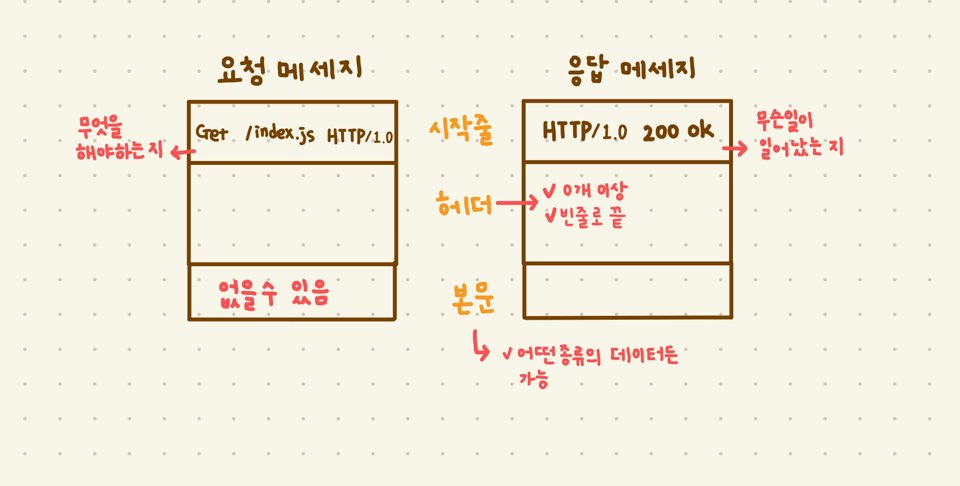 요청 메세지
응답 메세지
무엇을
해야하는지
Get /index.js HTTP/1.0
시작줄
HTTP/1.0 200 ok
무슨일이
일어났는지
헤더
✓ 0개 이상
✓ 빈줄로 끝
없을수 있음
본문
✓ 어떤종류의 데이터든
가능